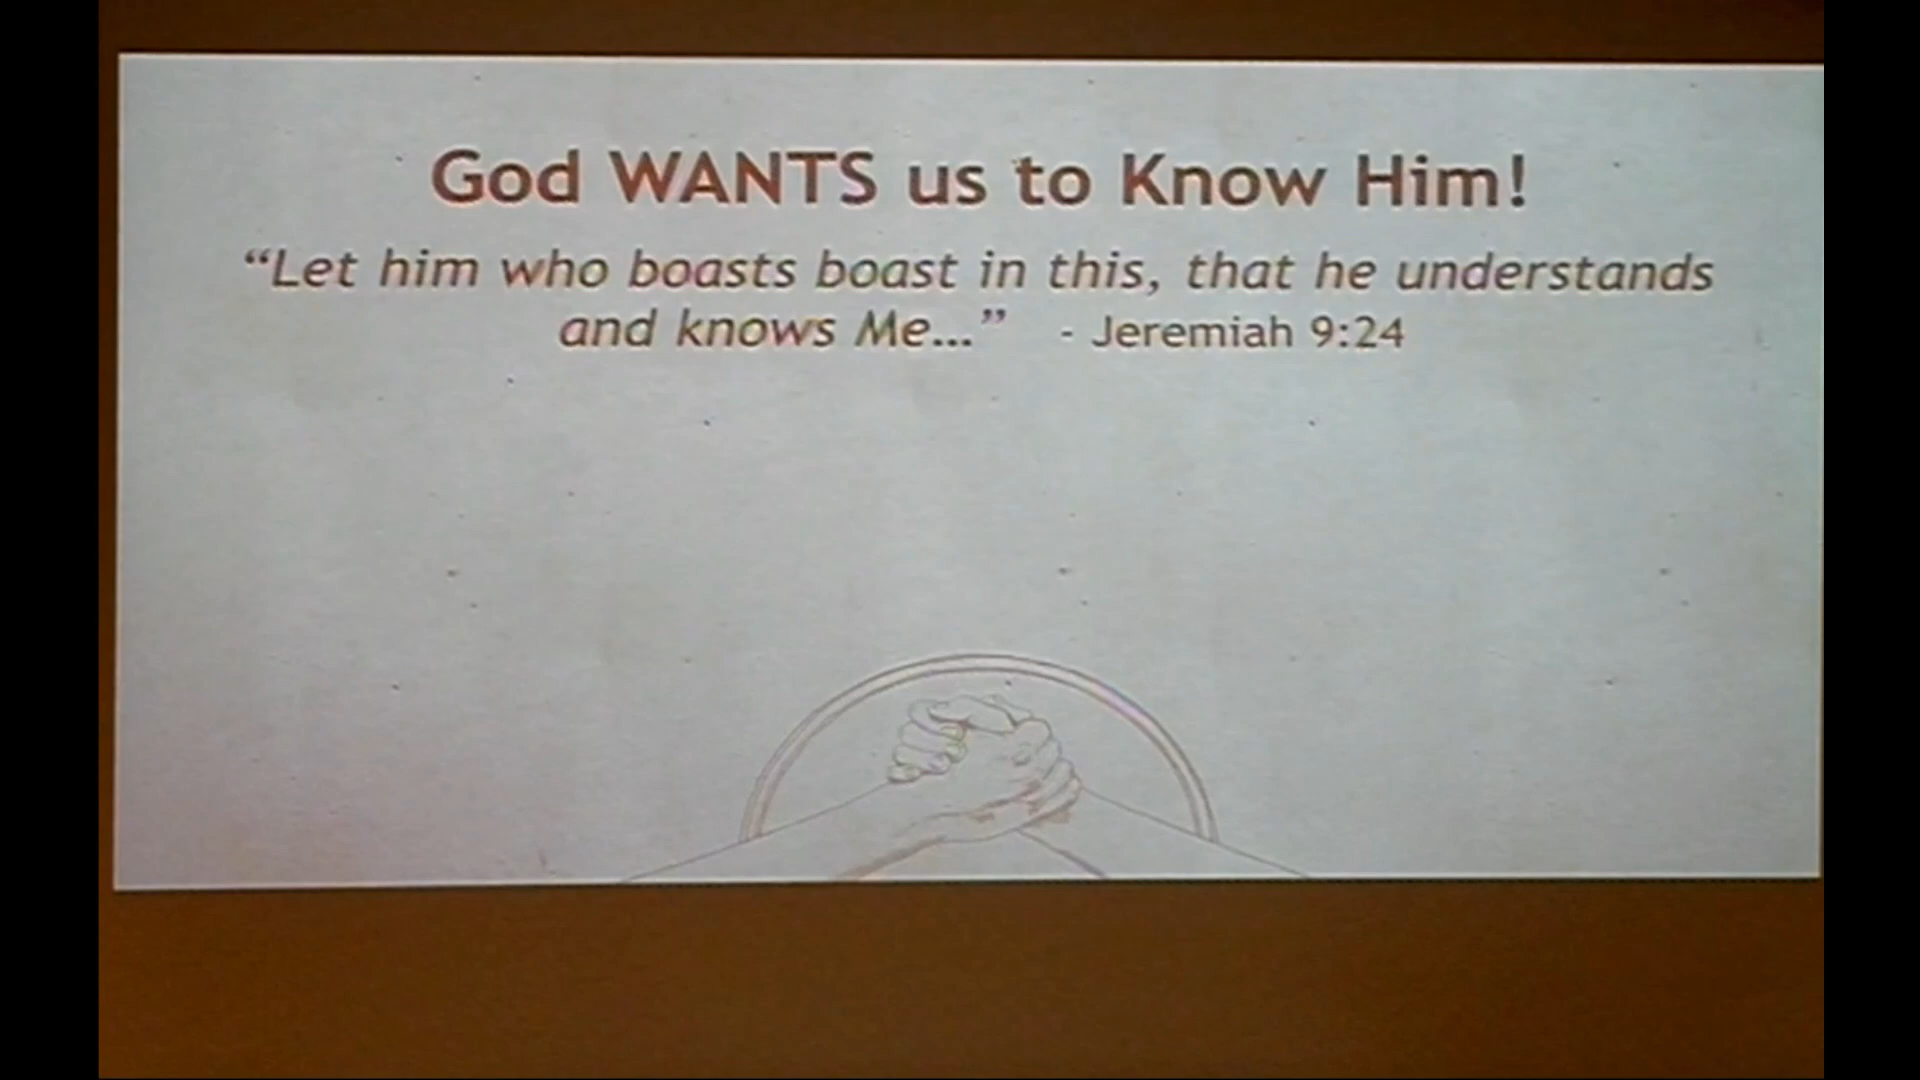 God WANTS us to Know Him!
“Let him who boasts boast in this, that he understands
and knows Me...” - Jeremiah 9:24